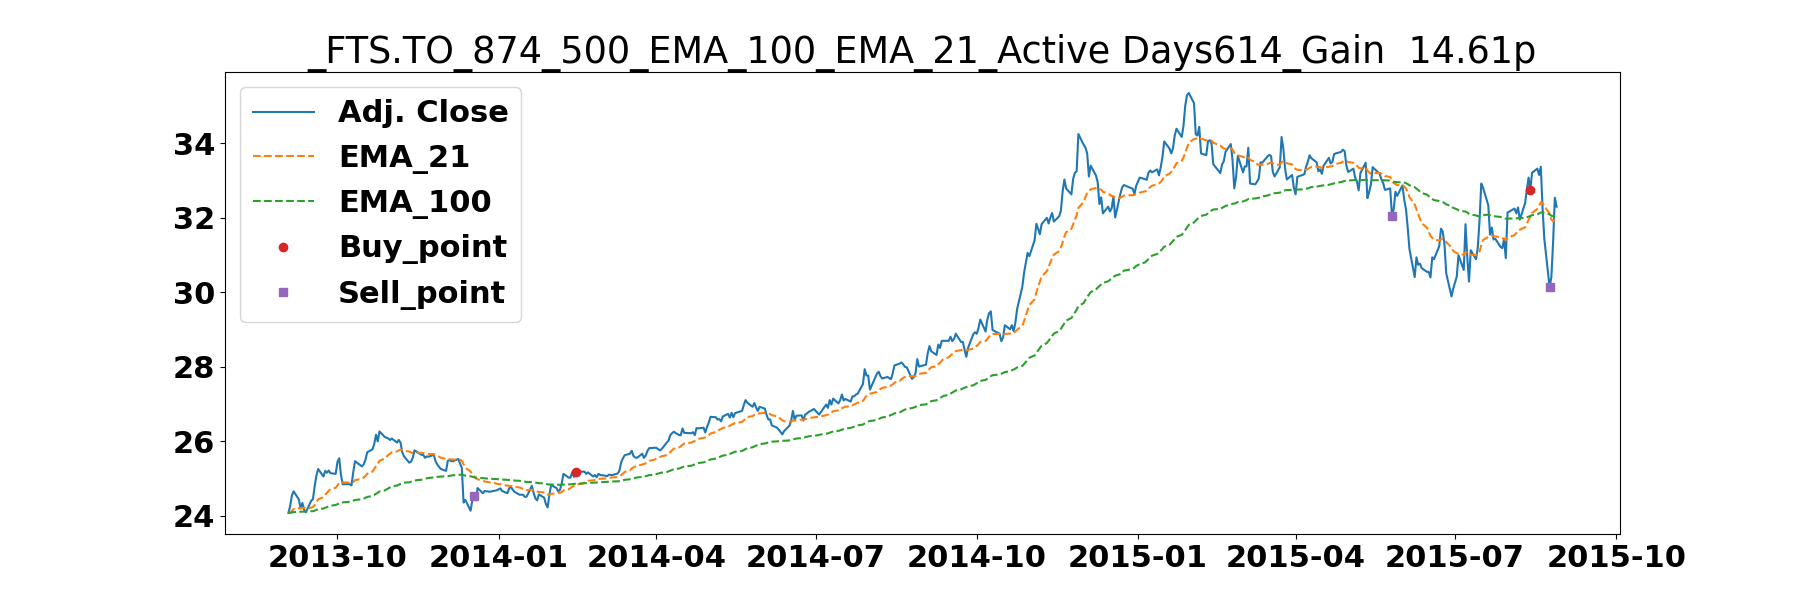 _FTS.TO_874_500_EMA_100_EMA_21_Active Days614_Gain  14.61p
Adj. Close
EMA_21
EMA_100
Buy_point
Sell_point
34
32
30
28
26
24
2013-10 2014-01 2014-04 2014-07 2014-10 2015-01 2015-04 2015-07 2015-10